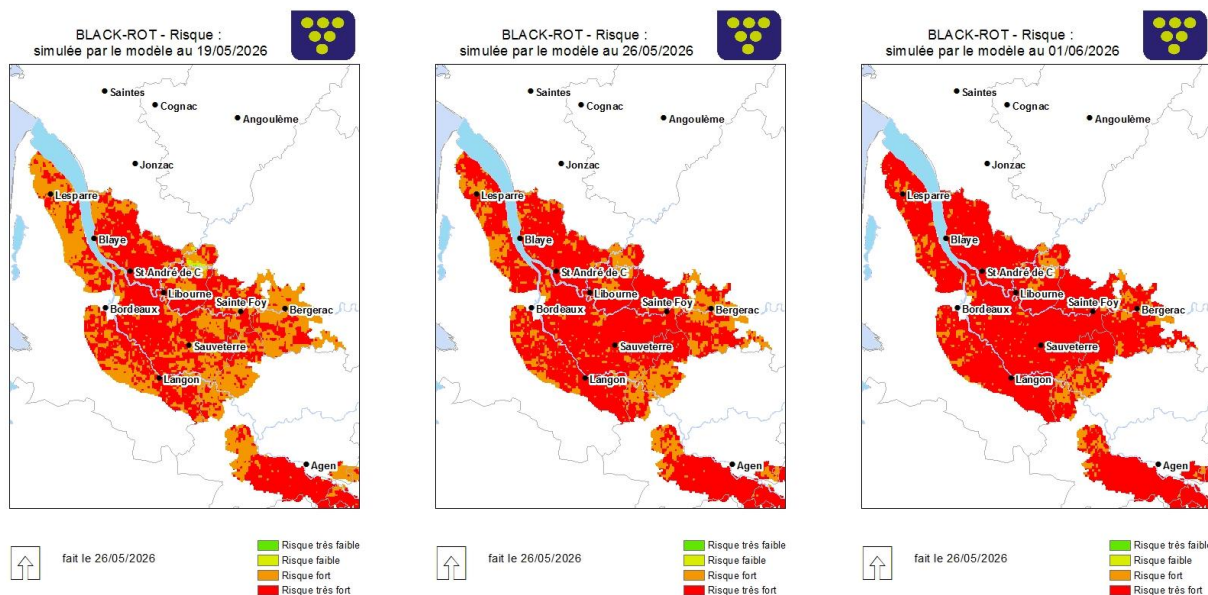 BLACK-ROT - Risque :
simulée par le modèle au 19/05/2026
Saintes
Cognac
Angoulême
Jonzac
Lesparre
Blaye
St André de C
Libourne
Sainte Foy
Bordeaux
Bergerac
Sauveterre
Langon
Agen
fait le 26/05/2026
Risque très faible
Risque faible
Risque fort
Risque très fort
BLACK-ROT - Risque :
simulée par le modèle au 26/05/2026
Saintes
Cognac
Angoulême
Jonzac
Lesparre
Blaye
St André de C
Libourne
Sainte Foy
Bordeaux
Bergerac
Sauveterre
Langon
Agen
fait le 26/05/2026
Risque très faible
Risque faible
Risque fort
Risque très fort
BLACK-ROT - Risque :
simulée par le modèle au 01/06/2026
Saintes
Cognac
Angoulême
Jonzac
Lesparre
Blaye
St André de C
Libourne
Sainte Foy
Bordeaux
Bergerac
Sauveterre
Langon
Agen
fait le 26/05/2026
Risque très faible
Risque faible
Risque fort
Risque très fort